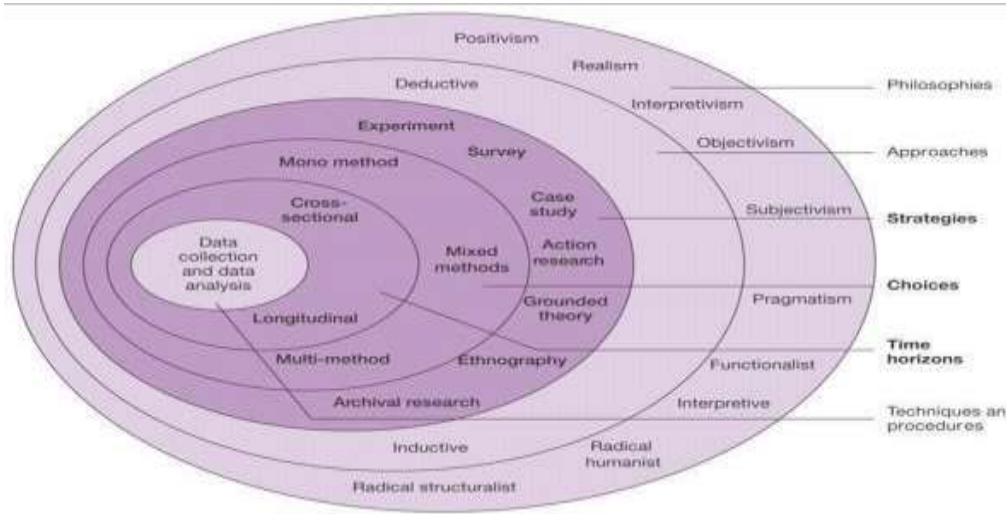 Positivism
Realism
Deductive
Philosophies
Interpretivism
Experiment
Objectivism
Survey
Approaches
Mono method
Case
study
Cross-
sectional
Subjectivism
Strategies
Data
collection
and data
analysis
Mixed
methods
Action
research
Choices
Pragmatism
Grounded
theory
Longitudinal
Time
horizons
Multi-method
Ethnography
Functionalist
Archival research
Interpretive
Techniques an
procedures
Inductive
Radical
humanist
Radical structuralist